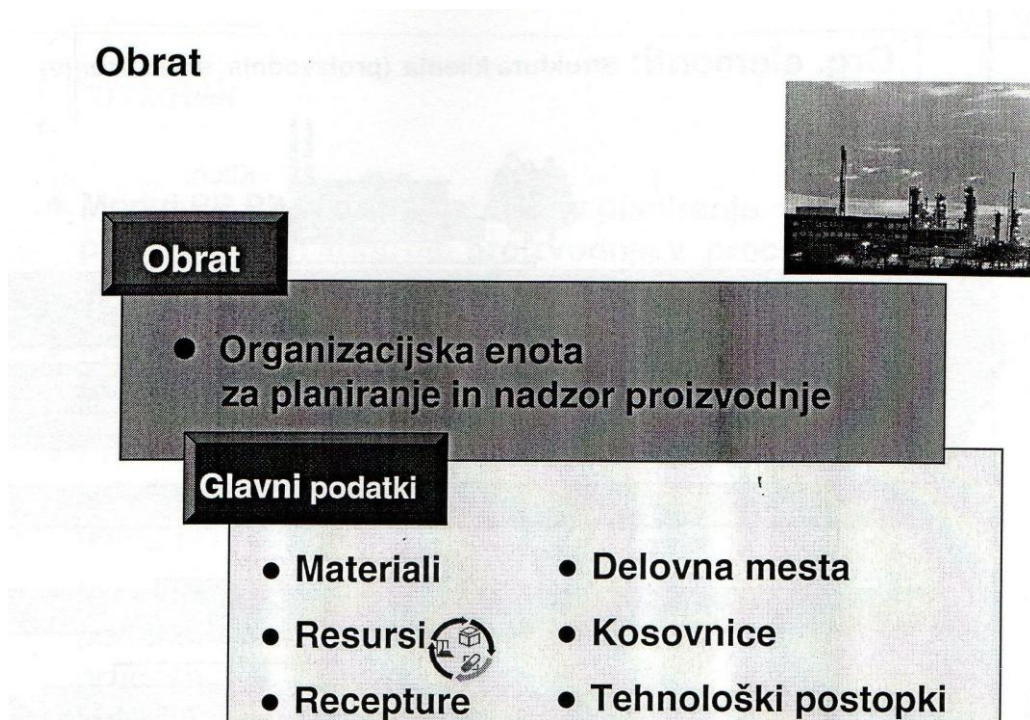 Obrat
Obrat
● Organizacijska enota
za planiranje in nadzor proizvodnje
Glavni podatki
● Materiali
● Resursi
● Recepture
● Delovna mesta
● Kosovnice
● Tehnološki postopki